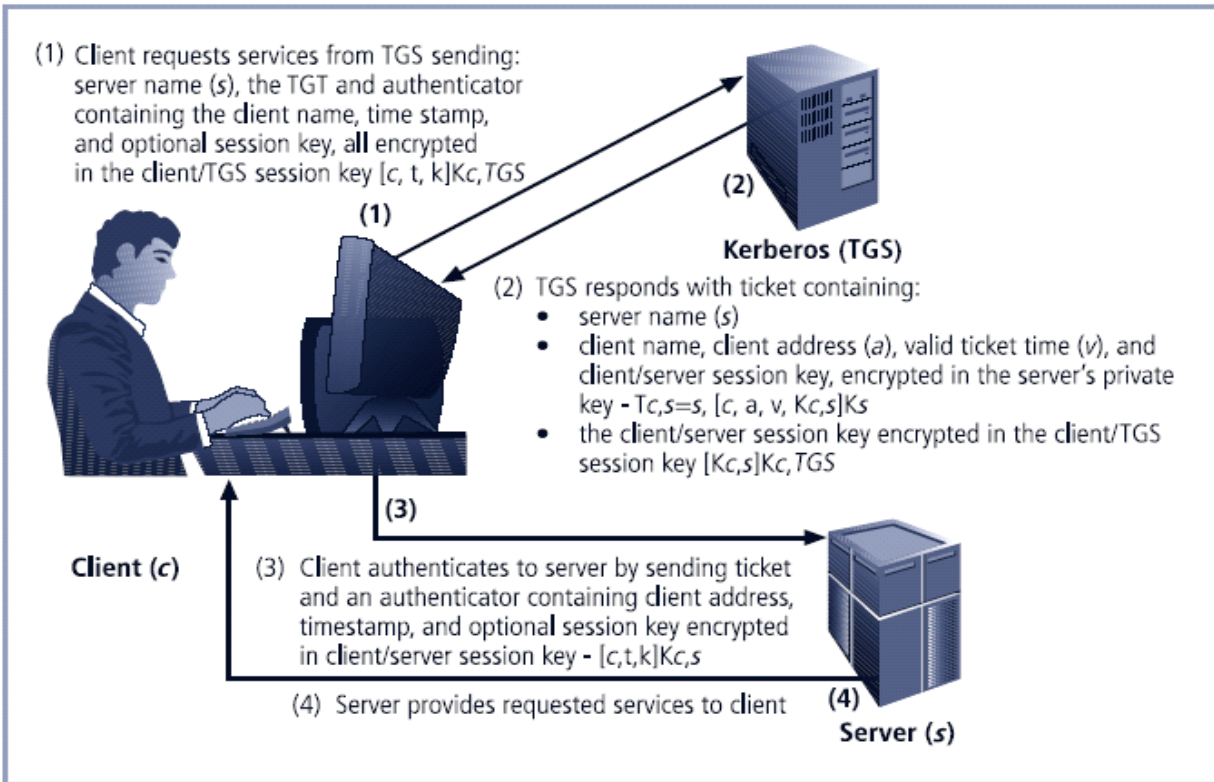 (1) Client requests services from TGS sending:
server name (s), the TGT and authenticator
containing the client name, time stamp,
and optional session key, all encrypted
in the client/TGS session key [c, t, k]Kc,TGS
(1)
(2)
Kerberos (TGS)
(2) TGS responds with ticket containing:
• server name (s)
• client name, client address (a), valid ticket time (v), and
client/server session key, encrypted in the server's private
key - Tc,s=s, [c, a, v, Kc,s]Ks
• the client/server session key encrypted in the client/TGS
session key [Kc,s]Kc,TGS
(3)
Client (c)
(3) Client authenticates to server by sending ticket
and an authenticator containing client address,
timestamp, and optional session key encrypted
in client/server session key - [c,t,k]Kc,s
(4) Server provides requested services to client
(4)
Server (s)